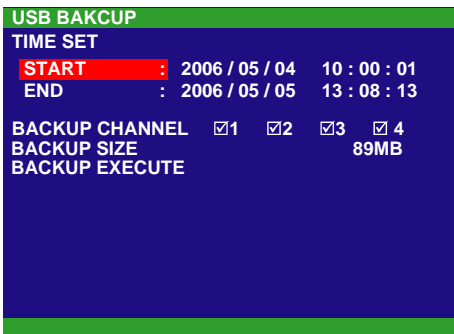 USB BAKCUP
TIME SET
START : 2006 / 05 / 04 10 : 00 : 01
END : 2006 / 05 / 05 13 : 08 : 13
BACKUP CHANNEL ☑1 ☑2 ☑3 ☑ 4
BACKUP SIZE 89MB
BACKUP EXECUTE